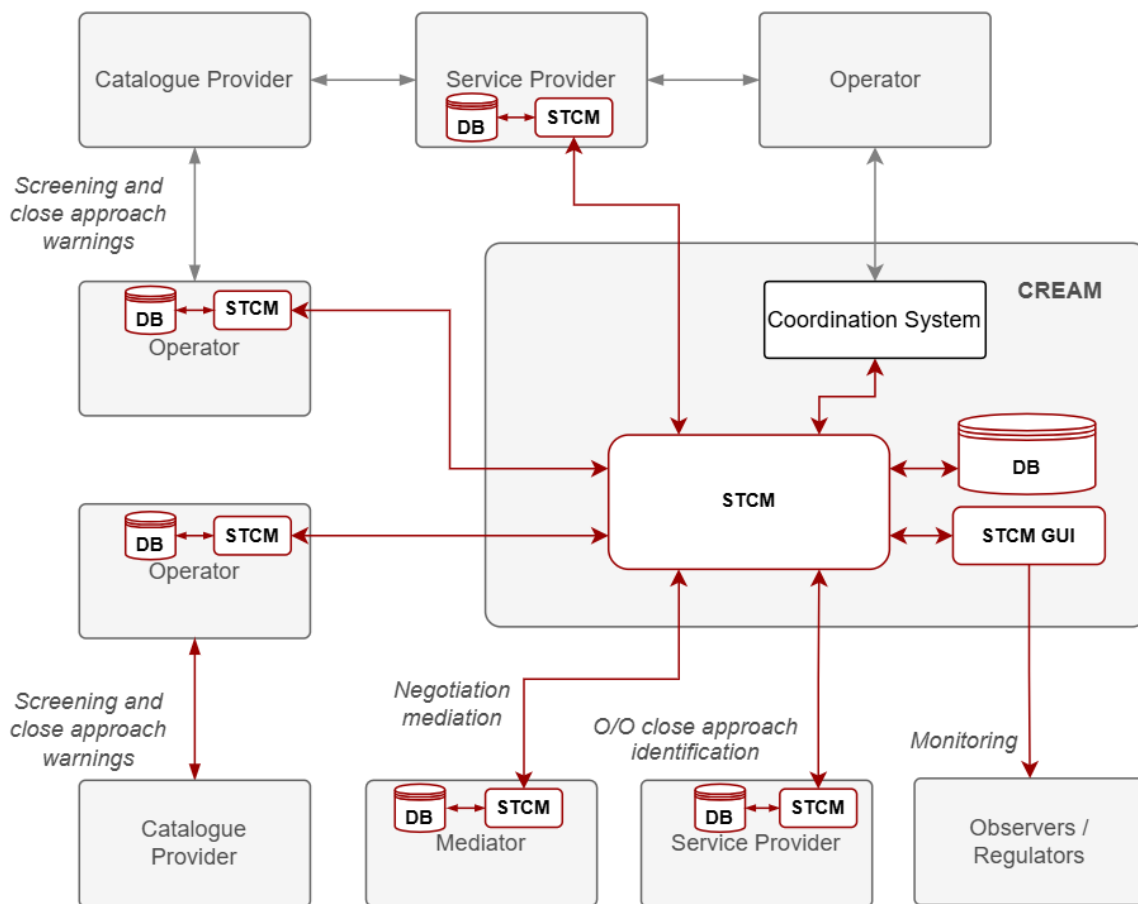 Catalogue Provider
Service Provider
DB
STCM
Operator
Screening and
close approach
warnings
DB
STCM
Operator
CREAM
Coordination System
STCM
DB
STCM GUI
DB
STCM
Operator
Screening and
close approach
warnings
Negotiation
mediation
O/O close approach
identification
Monitoring
Catalogue
Provider
DB
STCM
Mediator
DB
STCM
Service Provider
Observers /
Regulators